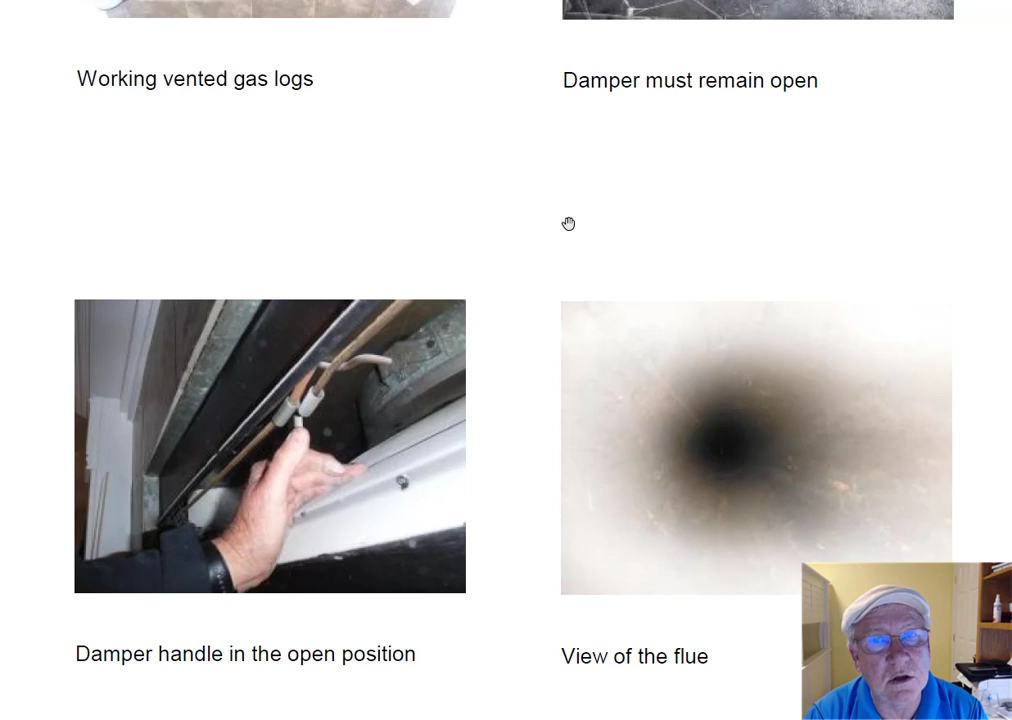 Working vented gas logs
Damper must remain open
Damper handle in the open position
View of the flue